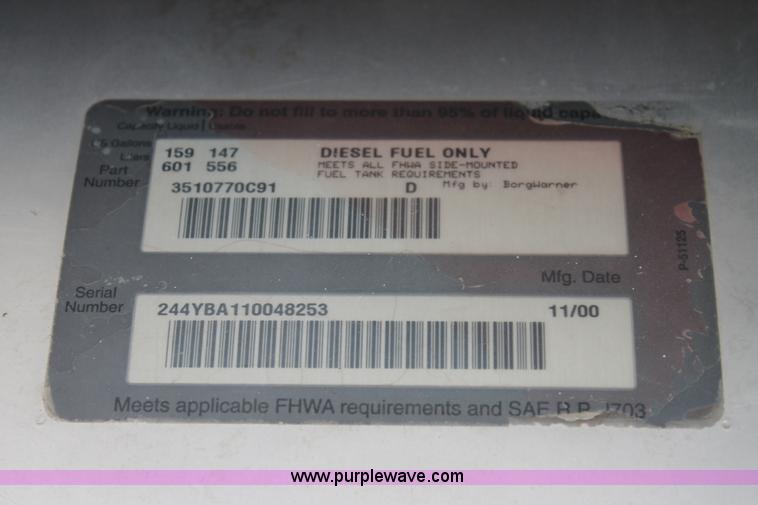 Warning: Do not fill to more than 95% of liquid capa
Capacity Liquid | Usable
US Gallons 159 147 DIESEL FUEL ONLY
Liters 601 556 MEETS ALL FHWA SIDE-MOUNTED
FUEL TANK REQUIREMENTS
Part Number 3510770C91 D Mfg by: BorgWarner
P-51125
Mfg. Date
Serial Number 244YBA110048253 11/00
Meets applicable FHWA requirements and SAE R.P. J703
www.purplewave.com